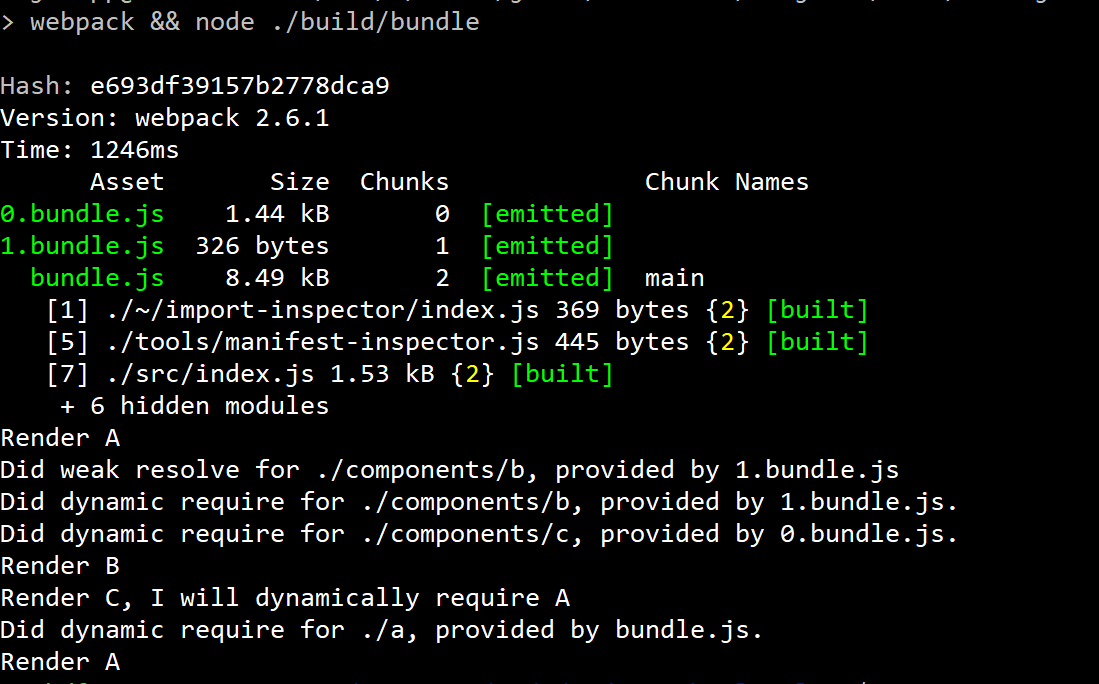 > webpack && node ./build/bundle
Hash: e693df39157b2778dca9
Version: webpack 2.6.1
Time: 1246ms
Asset Size Chunks Chunk Names
0.bundle.js 1.44 kB 0 [emitted]
1.bundle.js 326 bytes 1 [emitted]
bundle.js 8.49 kB 2 [emitted] main
[1] ./~/import-inspector/index.js 369 bytes {2} [built]
[5] ./tools/manifest-inspector.js 445 bytes {2} [built]
[7] ./src/index.js 1.53 kB {2} [built]
+ 6 hidden modules
Render A
Did weak resolve for ./components/b, provided by 1.bundle.js
Did dynamic require for ./components/b, provided by 1.bundle.js.
Did dynamic require for ./components/c, provided by 0.bundle.js.
Render B
Render C, I will dynamically require A
Did dynamic require for ./a, provided by bundle.js.
Render A